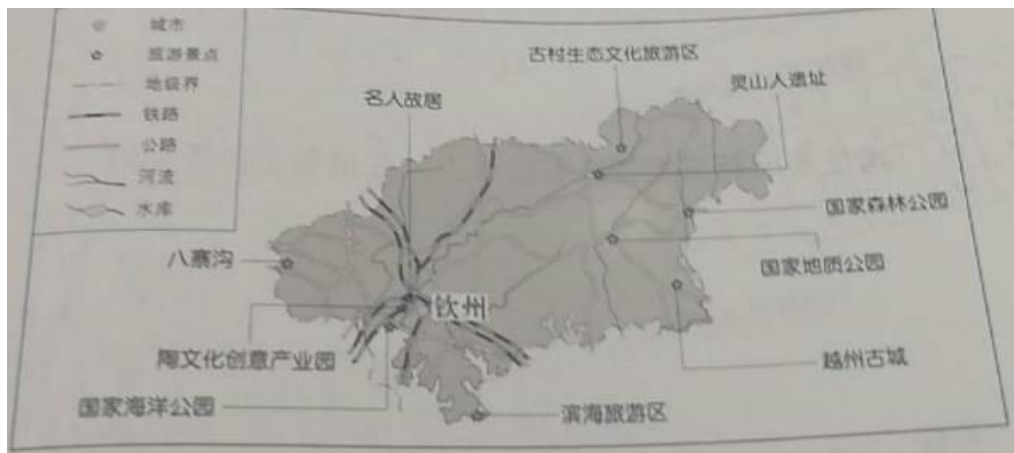 城市
旅游景点
地级界
铁路
公路
河流
水库
古村生态文化旅游区
灵山人遗址
名人故居
国家森林公园
八寨沟
国家地质公园
钦州
陶文化创意产业园
越州古城
国家海洋公园
滨海旅游区